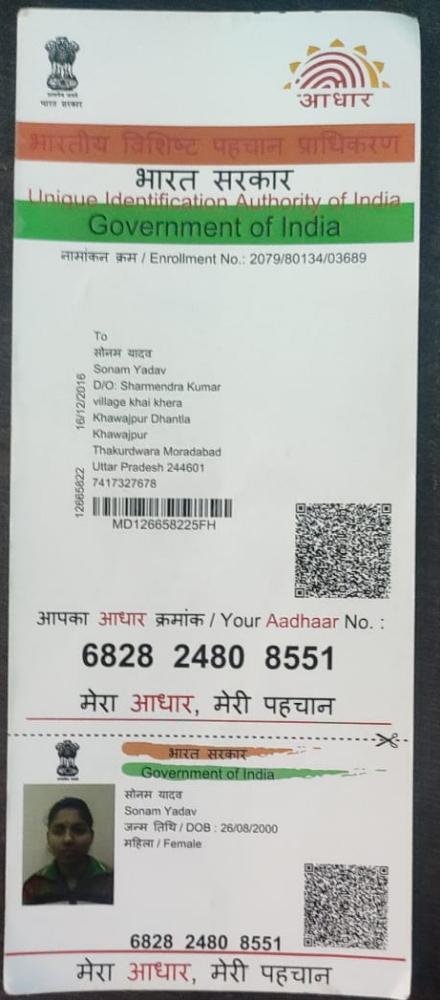 भारत सरकार
आधार
भारतीय विशिष्ट पहचान प्राधिकरण
भारत सरकार
Unique Identification Authority of India
Government of India
नामांकन क्रम / Enrollment No.: 2079/80134/03689
To
सोनम यादव
Sonam Yadav
D/O: Sharmendra Kumar
village khai khera
Khawajpur Dhantla
Khawajpur
Thakurdwara Moradabad
Uttar Pradesh 244601
7417327678
16/12/2016
12665822
MD126658225FH
आपका आधार क्रमांक / Your Aadhaar No. :
6828 2480 8551
मेरा आधार, मेरी पहचान
भारत सरकार
Government of India
सोनम यादव
Sonam Yadav
जन्म तिथि / DOB : 26/08/2000
महिला / Female
6828 2480 8551
मेरा आधार, मेरी पहचान